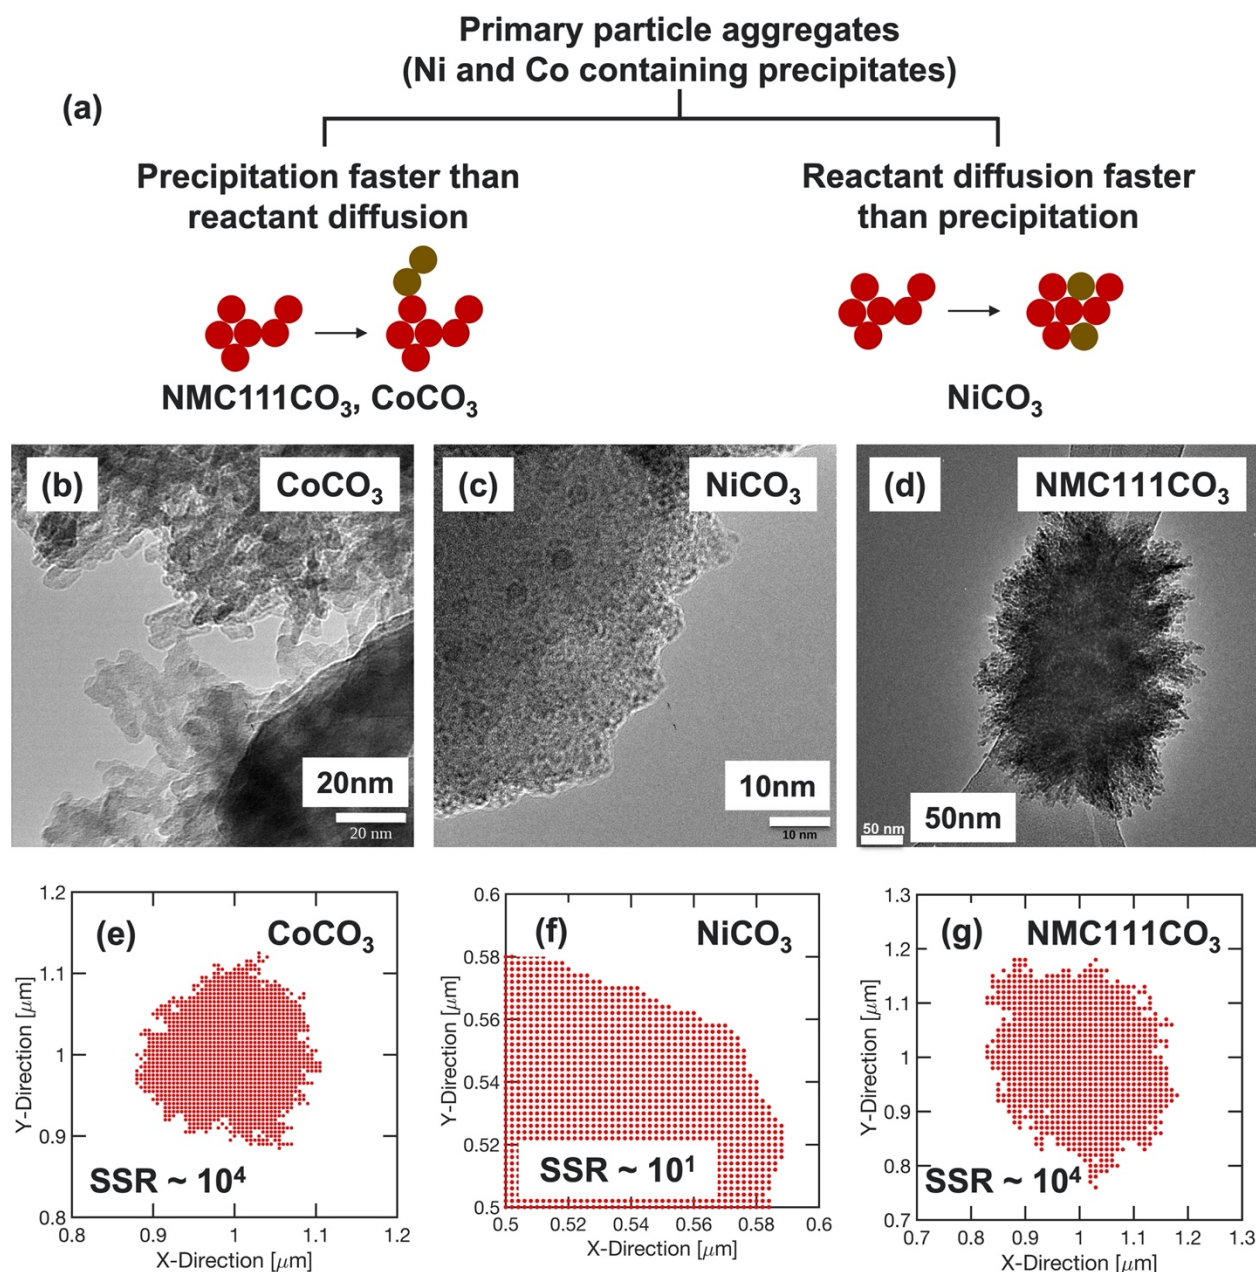 Primary particle aggregates
(Ni and Co containing precipitates)
(a)
Precipitation faster than
reactant diffusion
Reactant diffusion faster
than precipitation
NMC111CO₃, CoCO₃
NiCO₃
(b)
CoCO₃
20nm
20 nm
(c)
NiCO₃
10nm
10 nm
(d)
NMC111CO₃
50 nm
50nm
1.2
1.1
1
0.9
0.8
Y-Direction [μm]
(e)
CoCO₃
SSR ~ 10⁴
0.8 0.9 1 1.1 1.2
X-Direction [μm]
0.6
0.58
0.56
0.54
0.52
0.5
Y-Direction [μm]
(f)
NiCO₃
SSR ~ 10¹
0.5 0.52 0.54 0.56 0.58 0.6
X-Direction [μm]
1.3
1.2
1.1
1
0.9
0.8
0.7
Y-Direction [μm]
(g)
NMC111CO₃
SSR ~ 10⁴
0.7 0.8 0.9 1 1.1 1.2 1.3
X-Direction [μm]